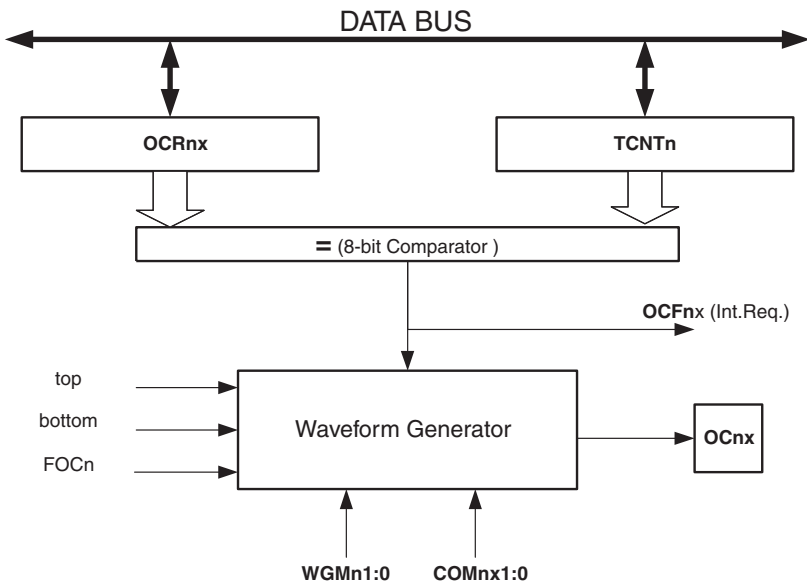 DATA BUS
OCRnx
TCNTn
= (8-bit Comparator )
OCFnx (Int.Req.)
top
bottom
FOCn
Waveform Generator
OCnx
WGMn1:0
COMnx1:0